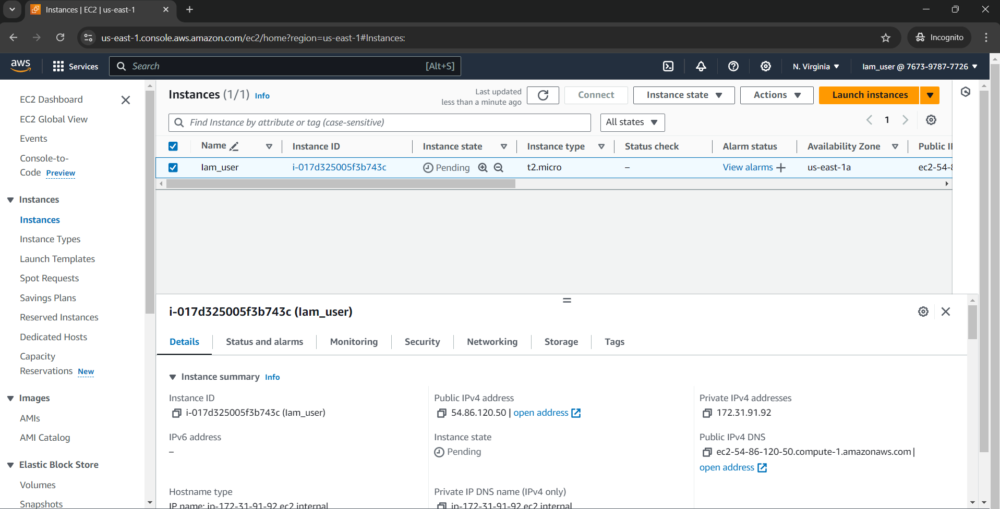 Instances | EC2 | us-east-1
us-east-1.console.aws.amazon.com/ec2/home?region=us-east-1#Instances:
Incognito
aws
Services
Search
[Alt+S]
N. Virginia
Iam_user @ 7673-9787-7726
EC2 Dashboard
EC2 Global View
Events
Console-to-
Code Preview
Instances
Instances
Instance Types
Launch Templates
Spot Requests
Savings Plans
Reserved Instances
Dedicated Hosts
Capacity
Reservations New
Images
AMIs
AMI Catalog
Elastic Block Store
Volumes
Snapshots
Instances (1/1) Info
Last updated
less than a minute ago
Connect
Instance state
Actions
Launch instances
Find Instance by attribute or tag (case-sensitive)
All states
1
Name Instance ID Instance state Instance type Status check Alarm status Availability Zone Public
Iam_user i-017d325005f3b743c Pending t2.micro – View alarms + us-east-1a ec2-54-
i-017d325005f3b743c (Iam_user)
Details Status and alarms Monitoring Security Networking Storage Tags
Instance summary Info
Instance ID
i-017d325005f3b743c (Iam_user)
Public IPv4 address
54.86.120.50 | open address
Private IPv4 addresses
172.31.91.92
IPv6 address
–
Instance state
Pending
Public IPv4 DNS
ec2-54-86-120-50.compute-1.amazonaws.com |
open address
Hostname type
IP name: ip-172-31-91-92.ec2.internal
Private IP DNS name (IPv4 only)
ip-172-31-91-92.ec2.internal